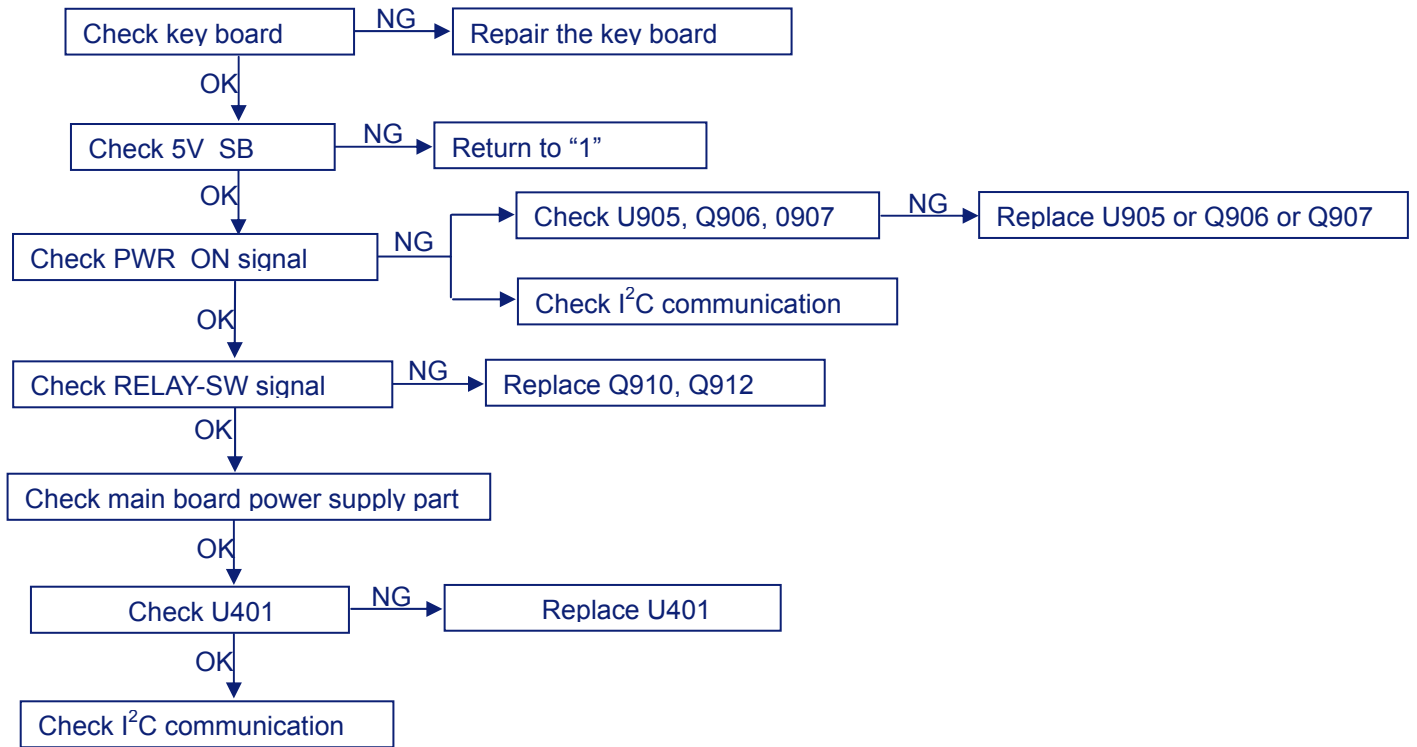 Check key board
NG
Repair the key board
OK
Check 5V SB
NG
Return to “1”
OK
Check PWR ON signal
NG
Check U905, Q906, 0907
NG
Replace U905 or Q906 or Q907
Check I²C communication
OK
Check RELAY-SW signal
NG
Replace Q910, Q912
OK
Check main board power supply part
OK
Check U401
NG
Replace U401
OK
Check I²C communication